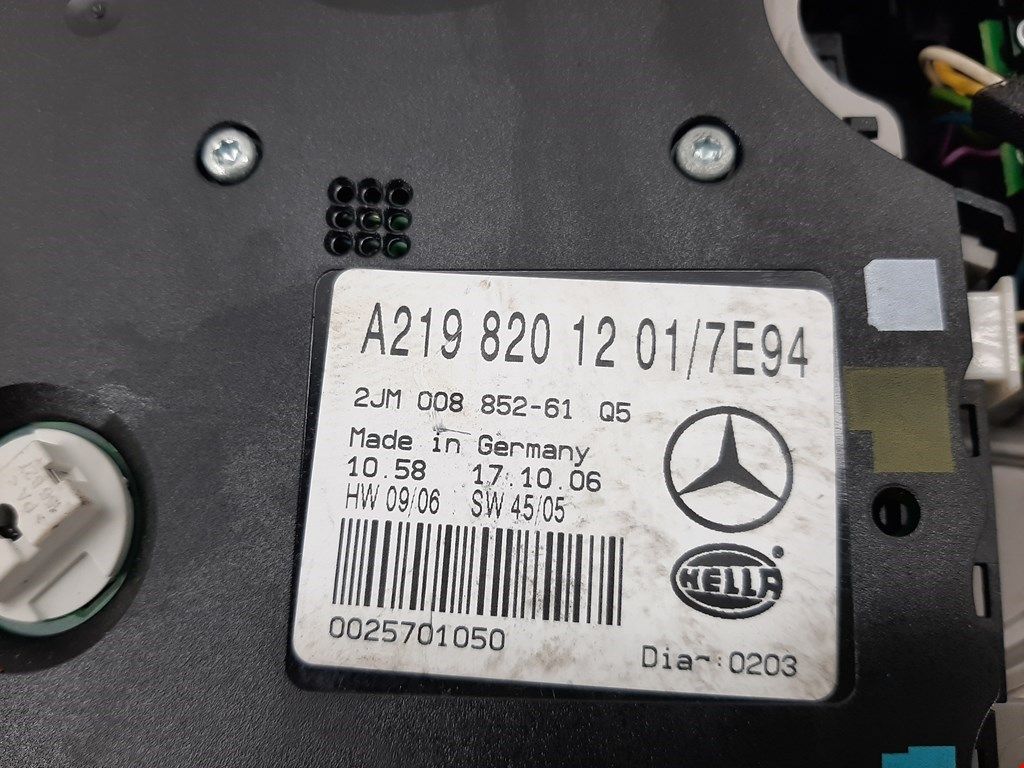 A219 820 12 01/7E94
2JM 008 852-61 Q5
Made in Germany
10.58 17.10.06
HW 09/06 SW 45/05
HELLA
0025701050
:0203